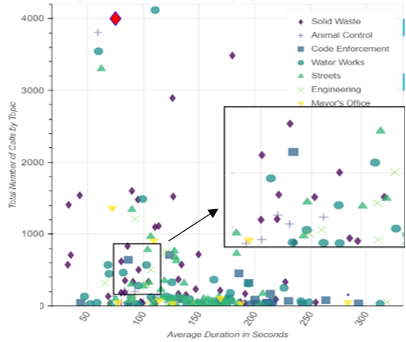 Total Number of Calls by Topic
4000
3000
2000
1000
0
50
100
150
200
250
300
Average Duration in Seconds
Solid Waste
Animal Control
Code Enforcement
Water Works
Streets
Engineering
Mayor's Office